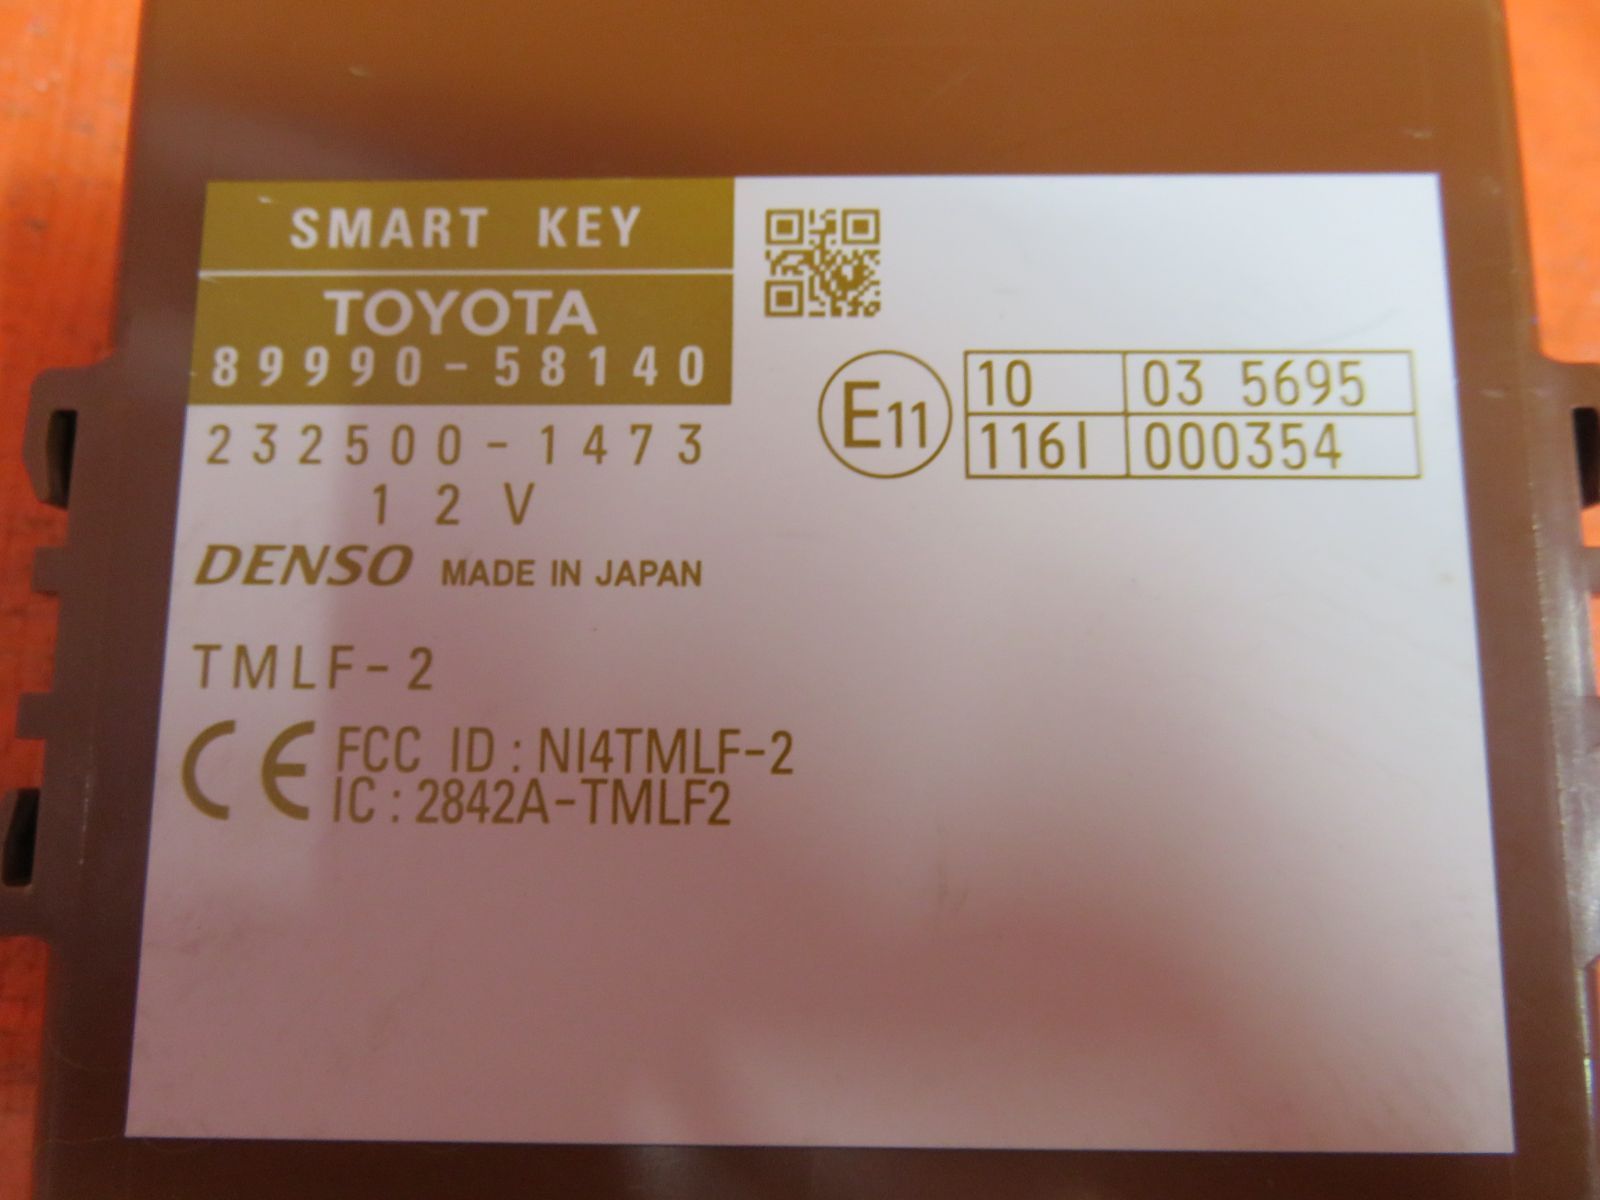 SMART KEY
TOYOTA
89990-58140
232500-1473
12V
DENSO MADE IN JAPAN
TMLF-2
CE FCC ID : NI4TMLF-2
IC : 2842A-TMLF2
E11
10 03 5695
116I 000354